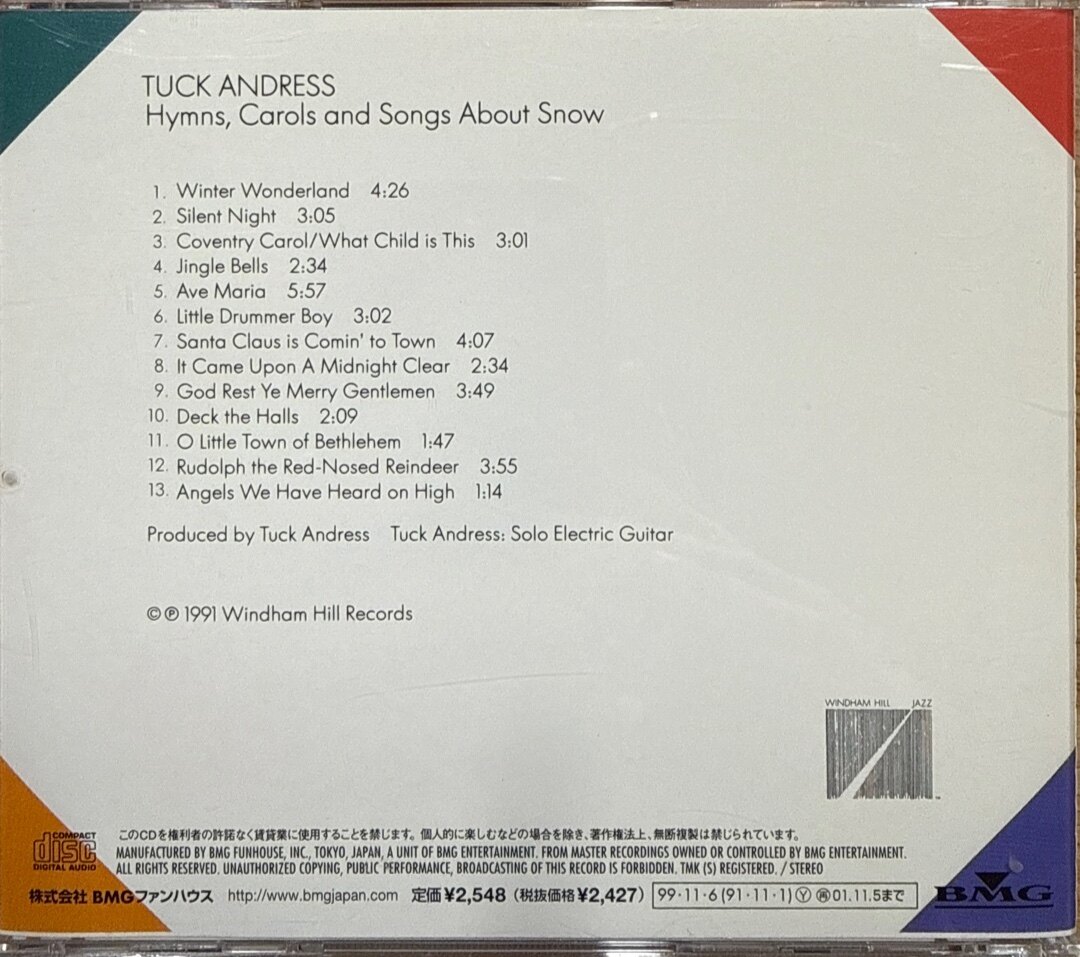 TUCK ANDRESS
Hymns, Carols and Songs About Snow
1. Winter Wonderland 4:26
2. Silent Night 3:05
3. Coventry Carol/What Child is This 3:01
4. Jingle Bells 2:34
5. Ave Maria 5:57
6. Little Drummer Boy 3:02
7. Santa Claus is Comin' to Town 4:07
8. It Came Upon A Midnight Clear 2:34
9. God Rest Ye Merry Gentlemen 3:49
10. Deck the Halls 2:09
11. O Little Town of Bethlehem 1:47
12. Rudolph the Red-Nosed Reindeer 3:55
13. Angels We Have Heard on High 1:14
Produced by Tuck Andress Tuck Andress: Solo Electric Guitar
©℗ 1991 Windham Hill Records
WINDHAM HILL JAZZ
COMPACT
disc
DIGITAL AUDIO
このCDを権利者の許諾なく賃貸業に使用することを禁じます。個人的に楽しむなどの場合を除き、著作権法上、無断複製は禁じられています。
MANUFACTURED BY BMG FUNHOUSE, INC., TOKYO, JAPAN, A UNIT OF BMG ENTERTAINMENT. FROM MASTER RECORDINGS OWNED OR CONTROLLED BY BMG ENTERTAINMENT.
ALL RIGHTS RESERVED. UNAUTHORIZED COPYING, PUBLIC PERFORMANCE, BROADCASTING OF THIS RECORD IS FORBIDDEN. TMK (S) REGISTERED. / STEREO
株式会社 BMGファンハウス http://www.bmgjapan.com 定価¥2,548 (税抜価格¥2,427) 99・11・6 (91・11・1) Ⓨ ㊑ 01.11.5まで
BMG